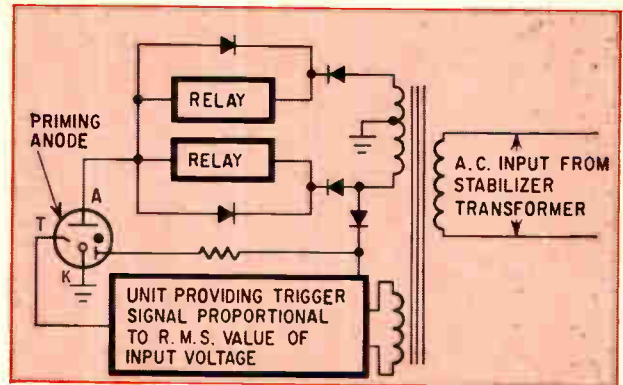 RELAY
PRIMING
ANODE
RELAY
A
T
K
A.C. INPUT FROM
STABILIZER
TRANSFORMER
UNIT PROVIDING TRIGGER
SIGNAL PROPORTIONAL
TO R.M.S. VALUE OF
INPUT VOLTAGE